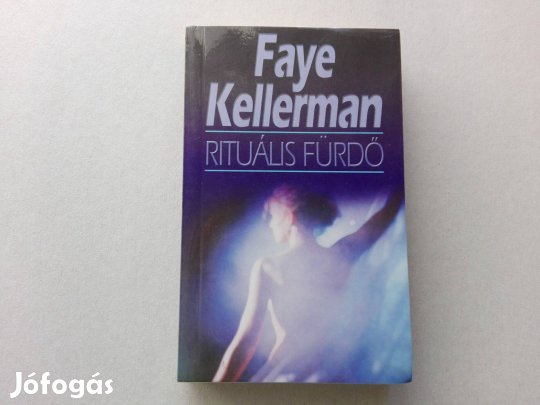 Faye
Kellerman
RITUÁLIS FÜRDŐ
Jófogás